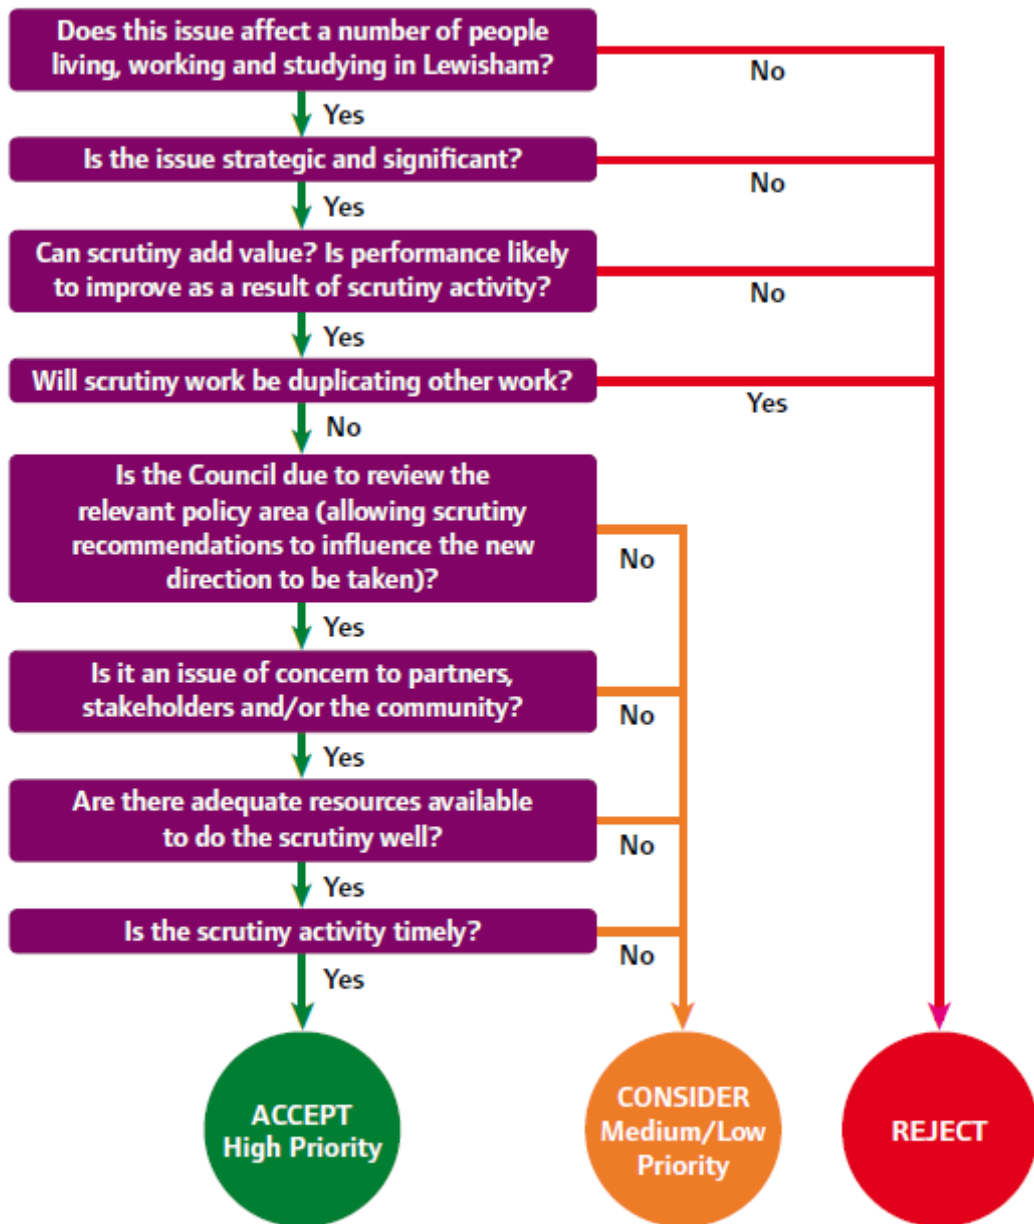 Does this issue affect a number of people
living, working and studying in Lewisham?
No
Yes
Is the issue strategic and significant?
No
Yes
Can scrutiny add value? Is performance likely
to improve as a result of scrutiny activity?
No
Yes
Will scrutiny work be duplicating other work?
Yes
No
Is the Council due to review the
relevant policy area (allowing scrutiny
recommendations to influence the new
direction to be taken)?
No
Yes
Is it an issue of concern to partners,
stakeholders and/or the community?
No
Yes
Are there adequate resources available
to do the scrutiny well?
No
Yes
Is the scrutiny activity timely?
No
Yes
ACCEPT
High Priority
CONSIDER
Medium/Low
Priority
REJECT